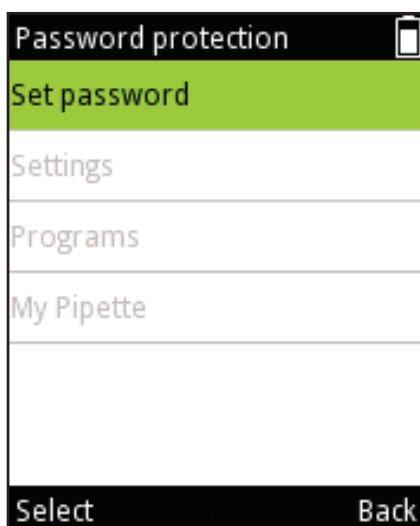 Password protection
Set password
Settings
Programs
My Pipette
Select Back